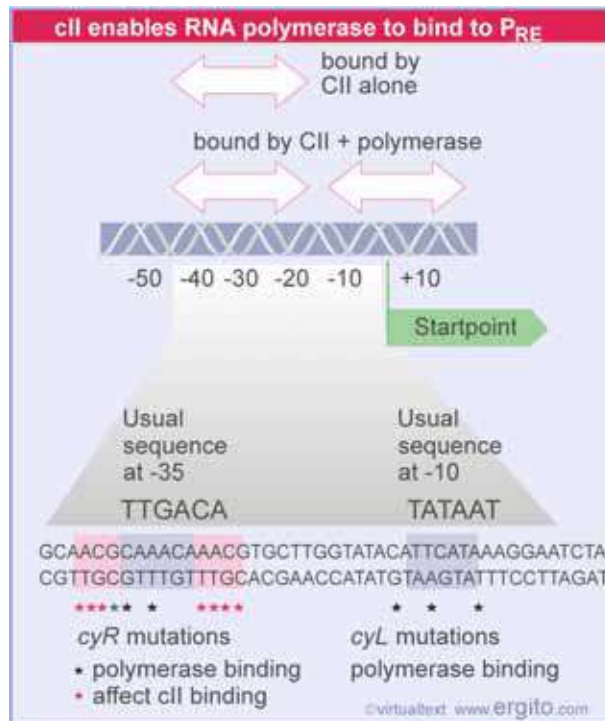 cII enables RNA polymerase to bind to PRE
bound by
CII alone
bound by CII + polymerase
-50 -40 -30 -20 -10 +10
Startpoint
Usual
sequence
at -35
Usual
sequence
at -10
TTGACA TATAAT
GCAACGCAAACAAACGTGCTTGGTATACATTCATAAAGGAATCTA
CGTTGCGTTTGTTTGCACGAACCATATGTAAGTATTTCCTTAGAT
cyR mutations
* polymerase binding
* affect cII binding
cyL mutations
polymerase binding
©virtualtext www.ergito.com